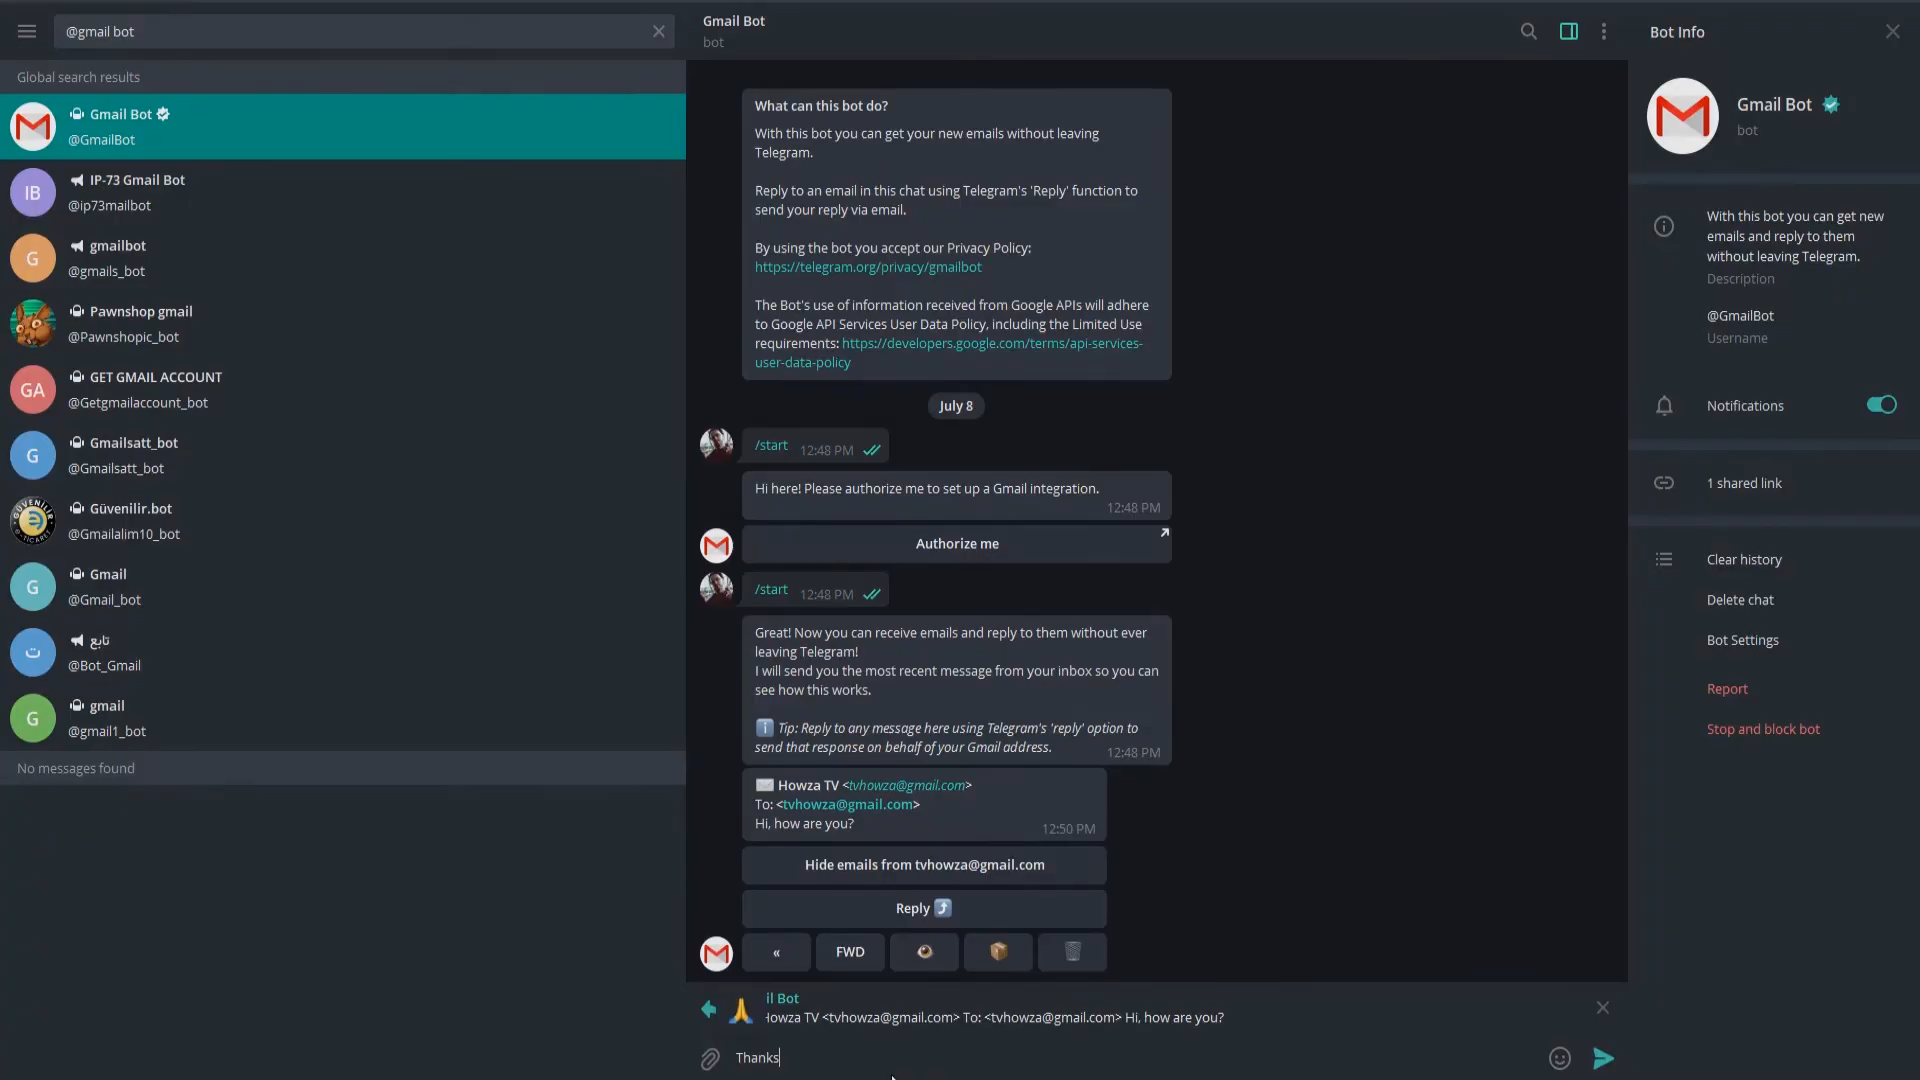 @gmail bot
Global search results
Gmail Bot
@GmailBot
IB
IP-73 Gmail Bot
@ip73mailbot
G
gmailbot
@gmails_bot
Pawnshop gmail
@Pawnshopic_bot
GA
GET GMAIL ACCOUNT
@Getgmailaccount_bot
G
Gmailsatt_bot
@Gmailsatt_bot
GÜVENILIR
E-TICARET
Güvenilir.bot
@Gmailalim10_bot
G
Gmail
@Gmail_bot
ت
تابع
@Bot_Gmail
G
gmail
@gmail1_bot
No messages found
Gmail Bot
bot
What can this bot do?
With this bot you can get your new emails without leaving
Telegram.
Reply to an email in this chat using Telegram's 'Reply' function to
send your reply via email.
By using the bot you accept our Privacy Policy:
https://telegram.org/privacy/gmailbot
The Bot's use of information received from Google APIs will adhere
to Google API Services User Data Policy, including the Limited Use
requirements: https://developers.google.com/terms/api-services-
user-data-policy
July 8
/start 12:48 PM
Hi here! Please authorize me to set up a Gmail integration.
12:48 PM
Authorize me
/start 12:48 PM
Great! Now you can receive emails and reply to them without ever
leaving Telegram!
I will send you the most recent message from your inbox so you can
see how this works.
Tip: Reply to any message here using Telegram's 'reply' option to
send that response on behalf of your Gmail address. 12:48 PM
Howza TV <tvhowza@gmail.com>
To: <tvhowza@gmail.com>
Hi, how are you?
12:50 PM
Hide emails from tvhowza@gmail.com
Reply
« FWD
il Bot
Howza TV <tvhowza@gmail.com> To: <tvhowza@gmail.com> Hi, how are you?
Thanks
Bot Info
Gmail Bot
bot
With this bot you can get new
emails and reply to them
without leaving Telegram.
Description
@GmailBot
Username
Notifications
1 shared link
Clear history
Delete chat
Bot Settings
Report
Stop and block bot